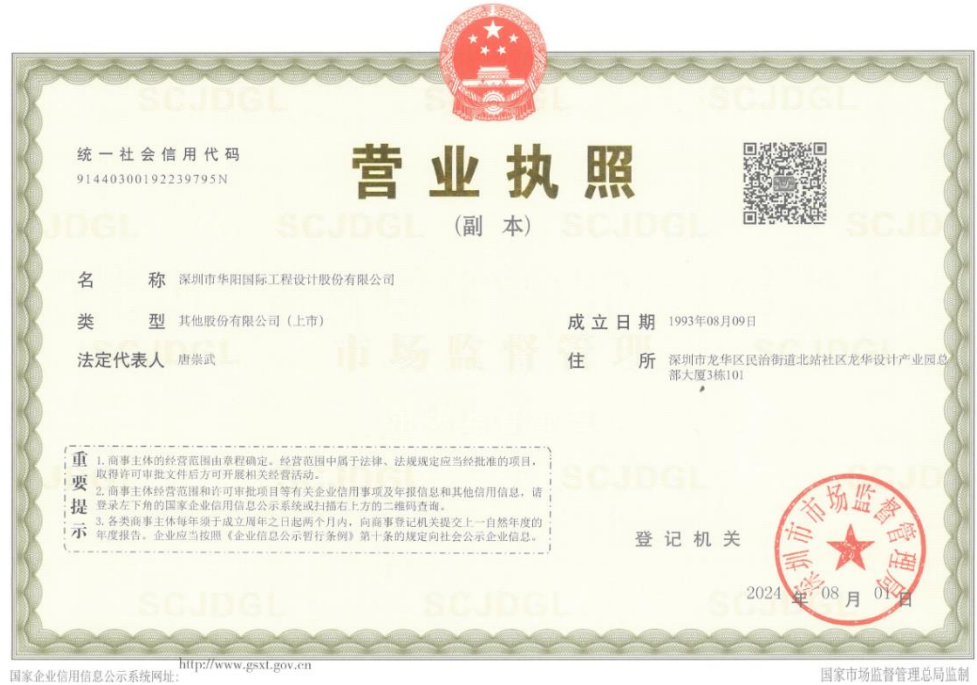 统一社会信用代码
91440300192239795N
营业执照
(副 本)
名 称 深圳市华阳国际工程设计股份有限公司
类 型 其他股份有限公司（上市）
成立日期 1993年08月09日
法定代表人 唐崇武
住 所 深圳市龙华区民治街道北站社区龙华设计产业园总
部大厦3栋101
重要提示
1. 商事主体的经营范围由章程确定。经营范围中属于法律、法规规定应当经批准的项目，
取得许可审批文件后方可开展相关经营活动。
2. 商事主体经营范围和许可审批项目等有关企业信用事项及年报信息和其他信用信息，请
登录左下角的国家企业信用信息公示系统或扫描右上方的二维码查询。
3. 各类商事主体每年须于成立周年之日起两个月内，向商事登记机关提交上一自然年度的
年度报告。企业应当按照《企业信息公示暂行条例》第十条的规定向社会公示企业信息。
登记机关
深圳市市场监督管理局
2024 年 08 月 01 日
SCJDGL
市场监督管理
国家企业信用信息公示系统网址：
http://www.gsxt.gov.cn
国家市场监督管理总局监制